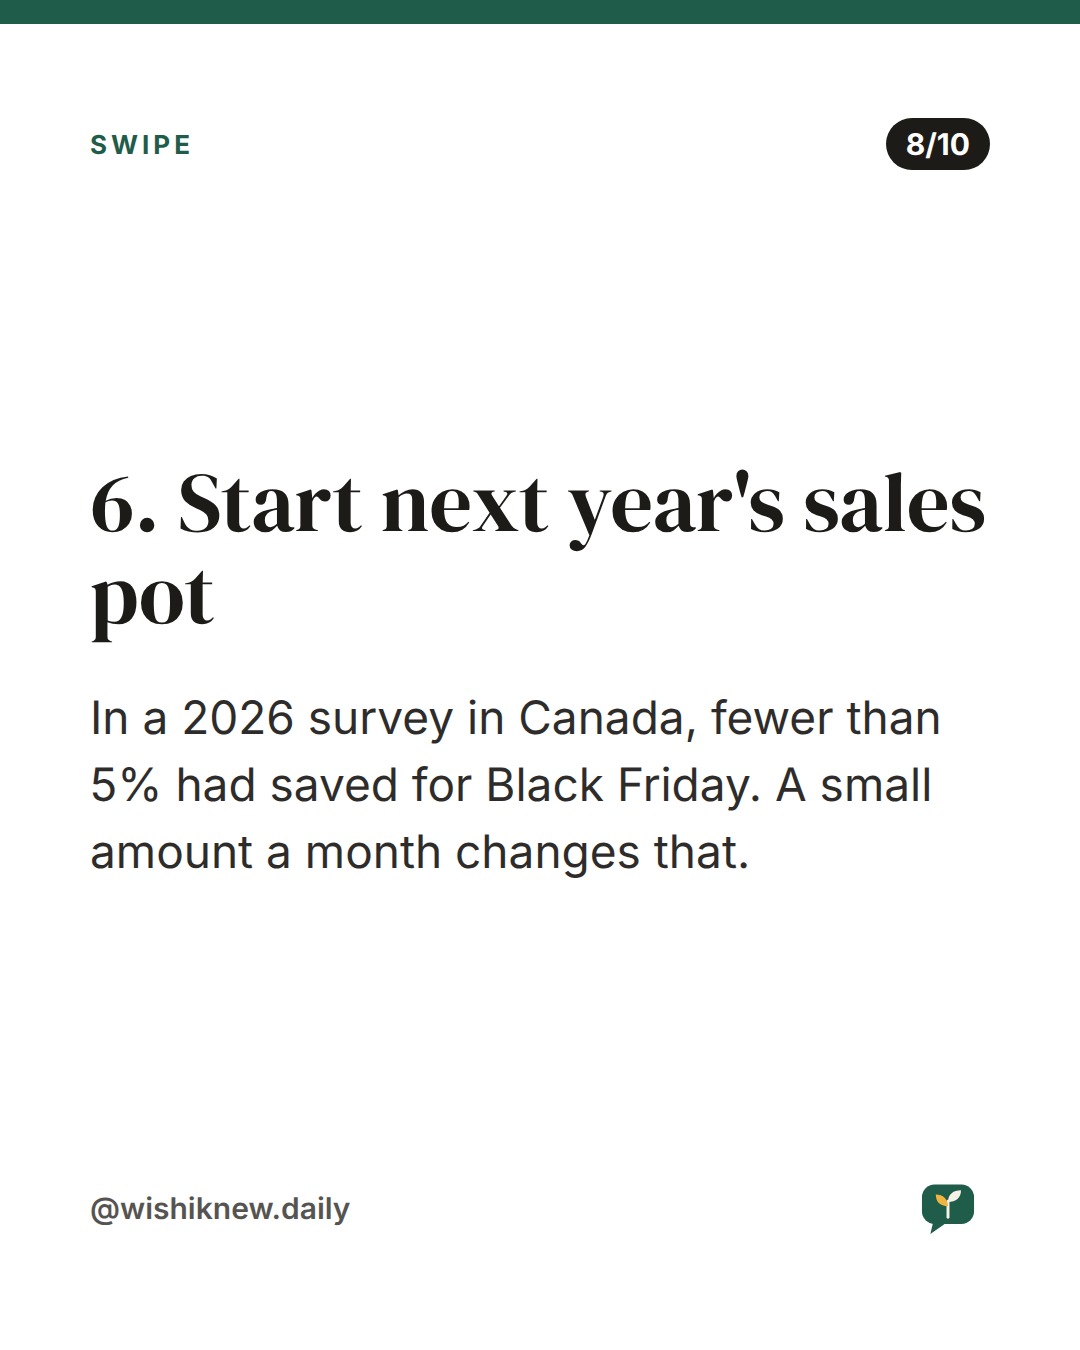 SWIPE
8/10
6. Start next year's sales
pot
In a 2026 survey in Canada, fewer than
5% had saved for Black Friday. A small
amount a month changes that.
@wishiknew.daily